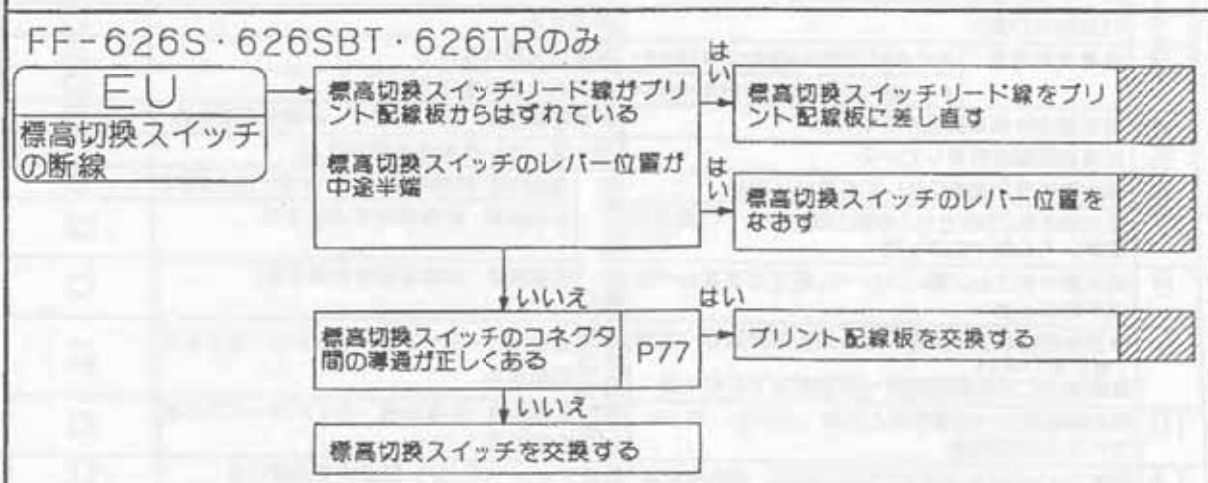 FF-626S・626SBT・626TRのみ
EU
標高切換スイッチ
の断線
標高切換スイッチリード線がプリ
ント配線板からはずれている
標高切換スイッチのレバー位置が
中途半端
はい
標高切換スイッチリード線をプリ
ント配線板に差し直す
はい
標高切換スイッチのレバー位置を
なおす
いいえ
標高切換スイッチのコネクタ
間の導通が正しくある
P77
はい
プリント配線板を交換する
いいえ
標高切換スイッチを交換する